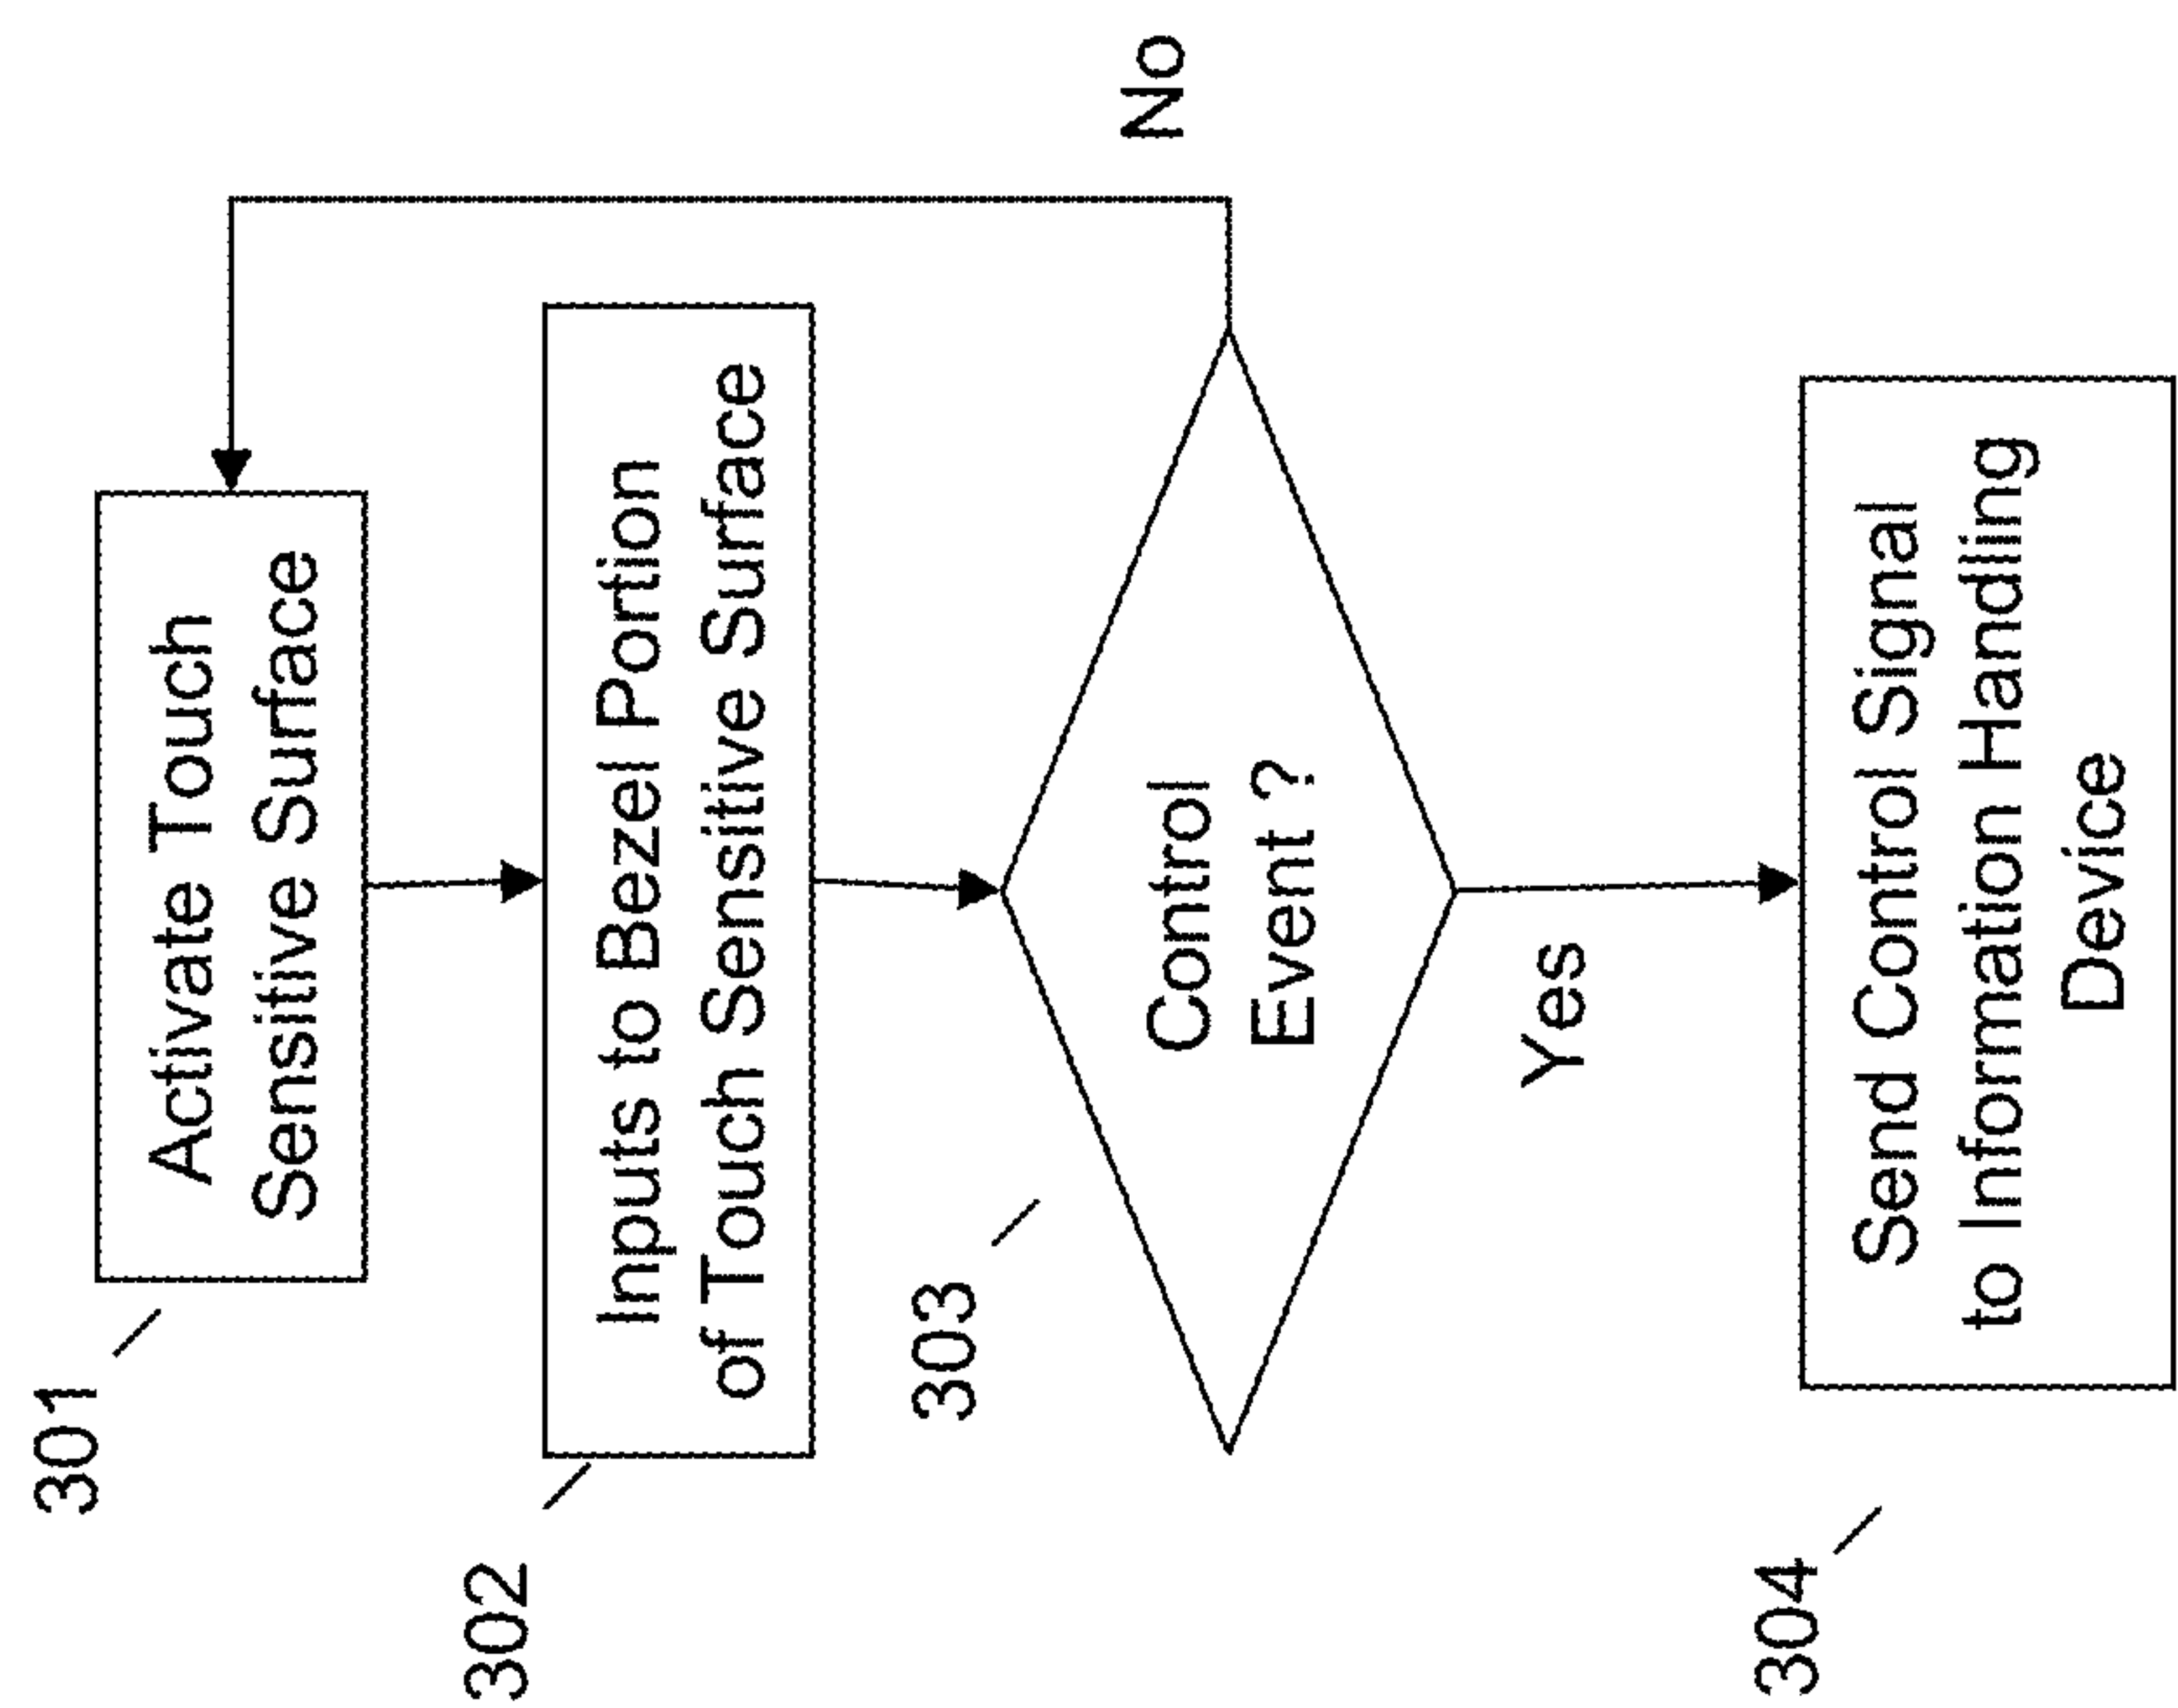 301
Activate Touch
Sensitive Surface
302
Inputs to Bezel Portion
of Touch Sensitive Surface
303
Control
Event ?
No
Yes
304
Send Control Signal
to Information Handling
Device